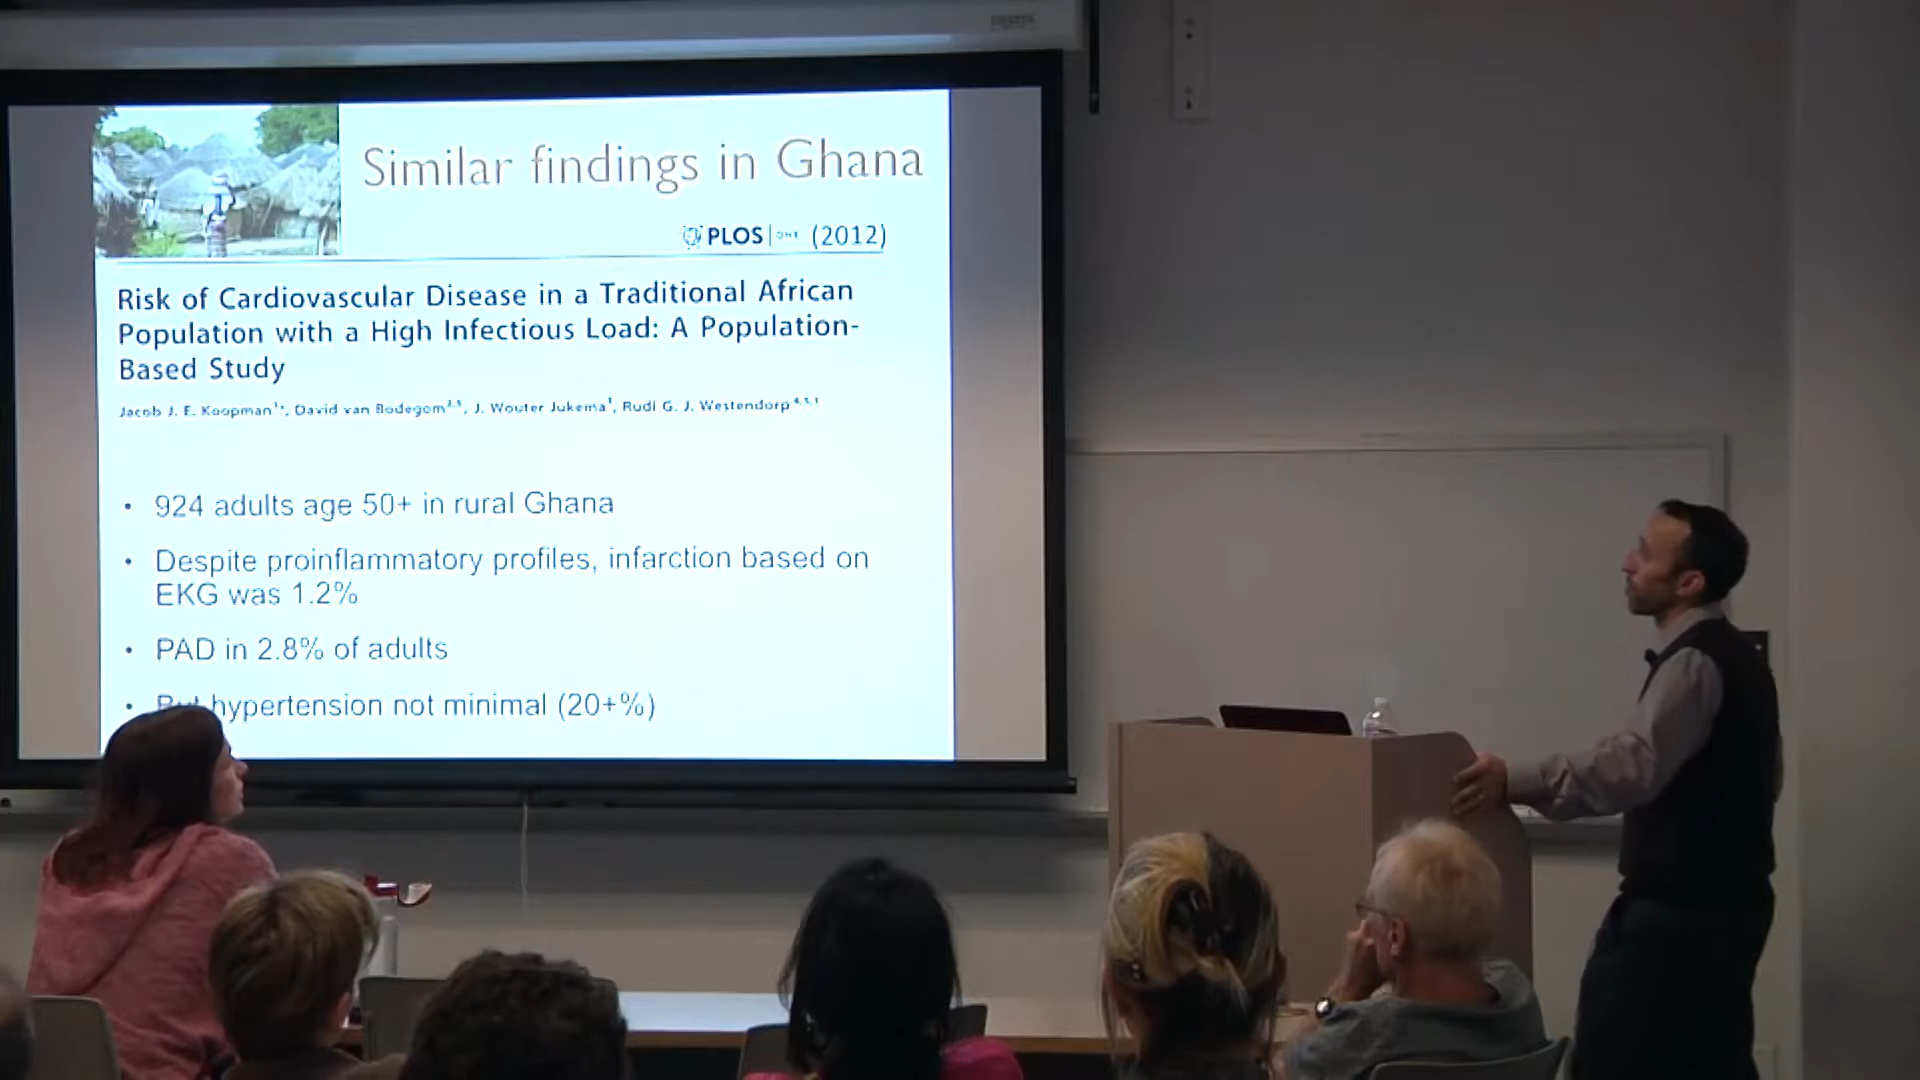 Similar findings in Ghana
PLOS | ONE (2012)
Risk of Cardiovascular Disease in a Traditional African
Population with a High Infectious Load: A Population-
Based Study
Jacob J. E. Koopman, David van Bodegom, J. Wouter Jukema, Rudi G. J. Westendorp
• 924 adults age 50+ in rural Ghana
• Despite proinflammatory profiles, infarction based on
EKG was 1.2%
• PAD in 2.8% of adults
• But hypertension not minimal (20+%)